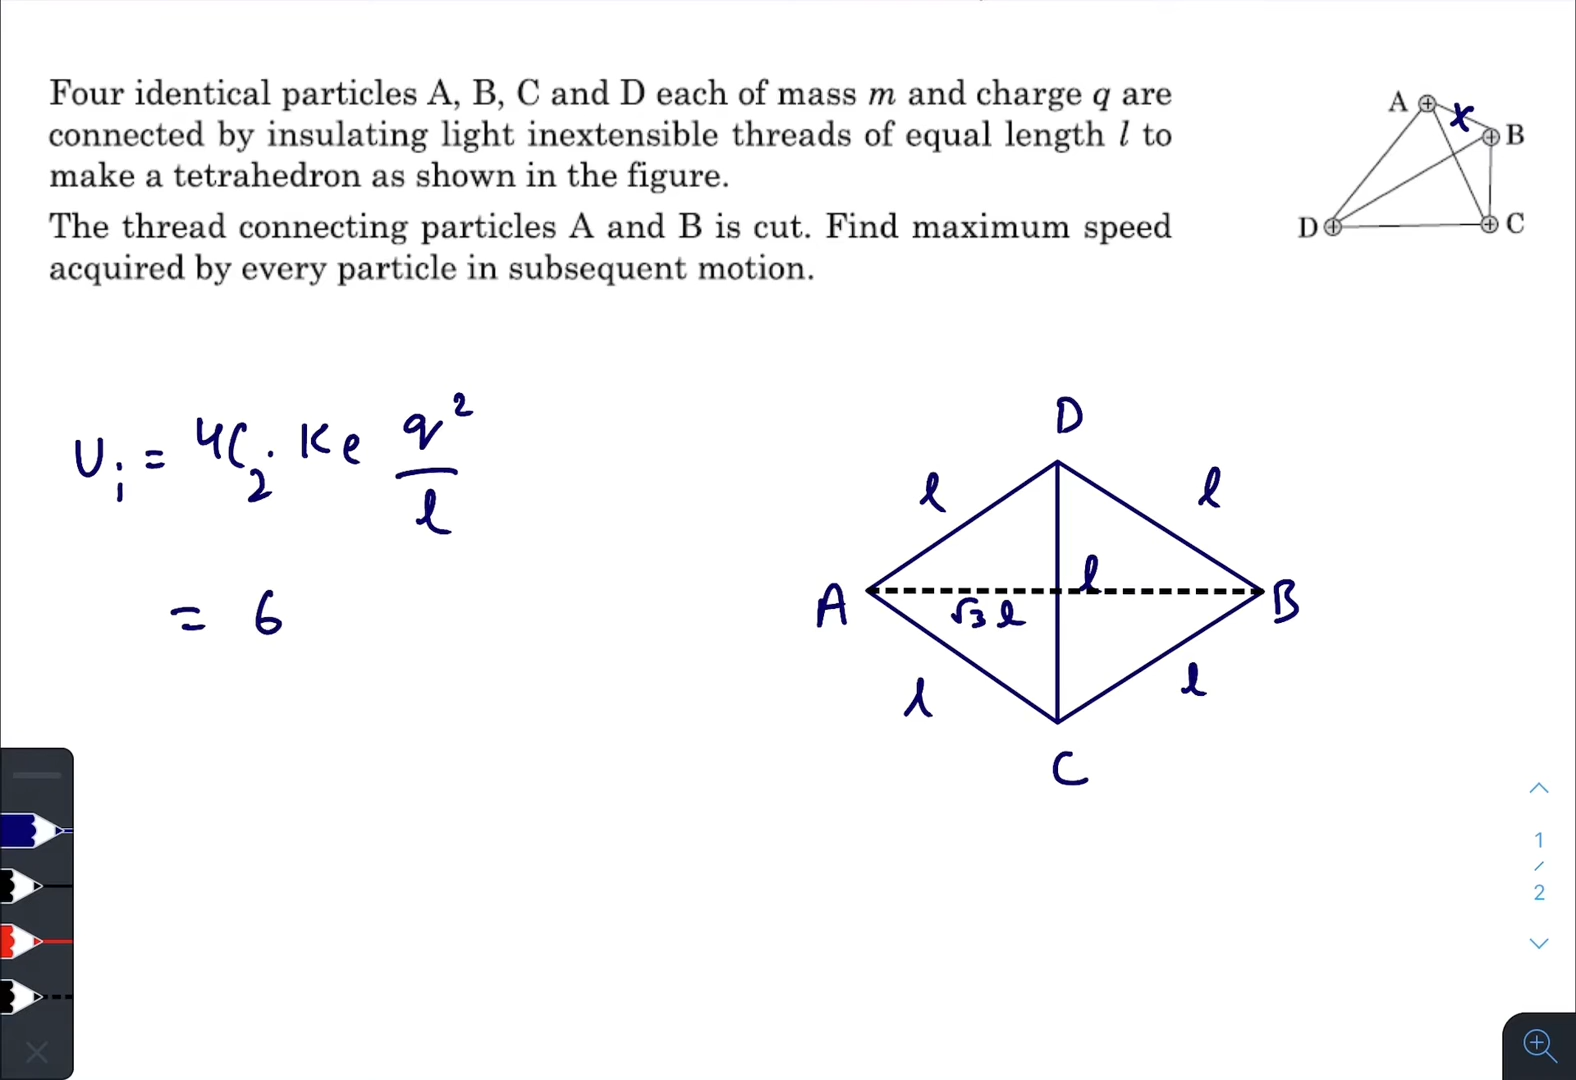 Four identical particles A, B, C and D each of mass m and charge q are
connected by insulating light inextensible threads of equal length l to
make a tetrahedron as shown in the figure.
The thread connecting particles A and B is cut. Find maximum speed
acquired by every particle in subsequent motion.
A
x
B
D
C
Uᵢ = 4C₂ . Ke q² / l
= 6
D
l
l
A
l
√3 l
B
l
l
C
1
/
2